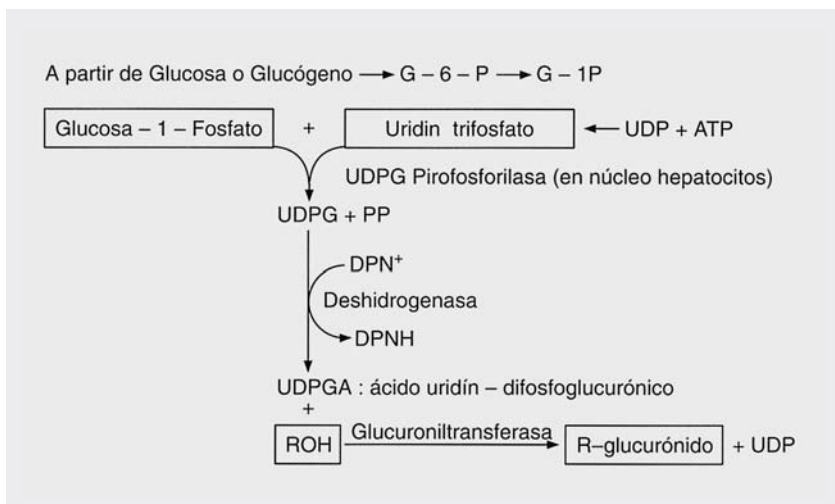 A partir de Glucosa o Glucógeno → G – 6 – P → G – 1P
Glucosa – 1 – Fosfato + Uridin trifosfato ← UDP + ATP
UDPG Pirofosforilasa (en núcleo hepatocitos)
UDPG + PP
DPN⁺
Deshidrogenasa
DPNH
UDPGA : ácido uridín – difosfoglucurónico
+
ROH Glucuroniltransferasa → R–glucurónido + UDP